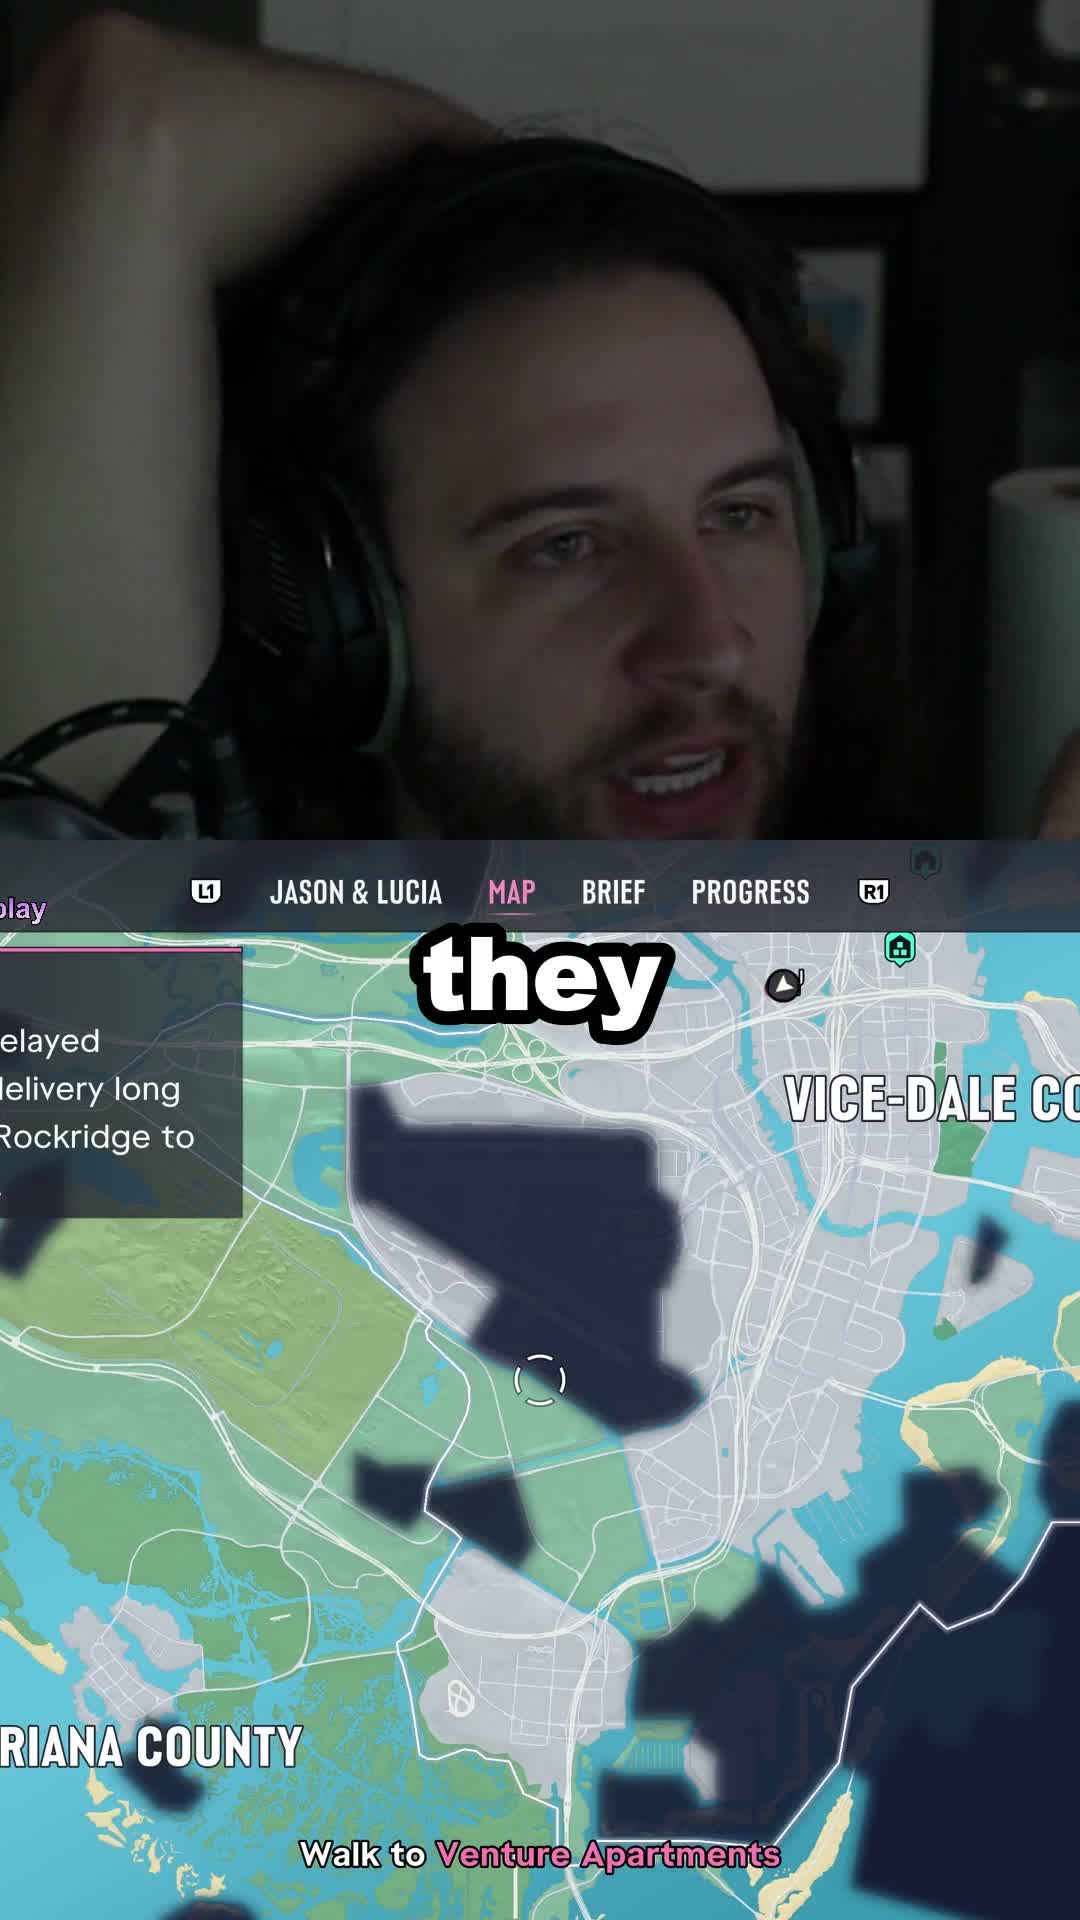 L1 JASON & LUCIA MAP BRIEF PROGRESS R1
play
they
elayed
delivery long
Rockridge to
VICE-DALE CO
RIANA COUNTY
Walk to Venture Apartments